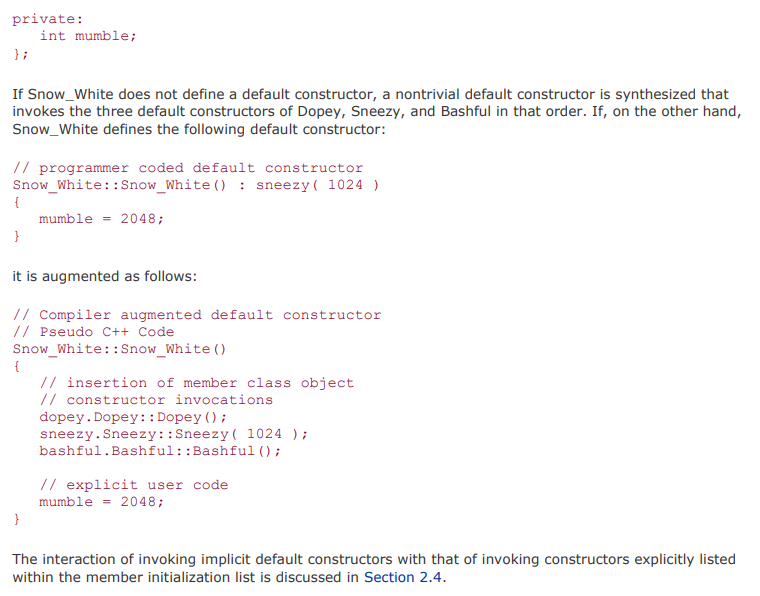 private:
   int mumble;
};
If Snow_White does not define a default constructor, a nontrivial default constructor is synthesized that
invokes the three default constructors of Dopey, Sneezy, and Bashful in that order. If, on the other hand,
Snow_White defines the following default constructor:
// programmer coded default constructor
Snow_White::Snow_White() : sneezy( 1024 )
{
   mumble = 2048;
}
it is augmented as follows:
// Compiler augmented default constructor
// Pseudo C++ Code
Snow_White::Snow_White()
{
   // insertion of member class object
   // constructor invocations
   dopey.Dopey::Dopey();
   sneezy.Sneezy::Sneezy( 1024 );
   bashful.Bashful::Bashful();
   // explicit user code
   mumble = 2048;
}
The interaction of invoking implicit default constructors with that of invoking constructors explicitly listed
within the member initialization list is discussed in Section 2.4.